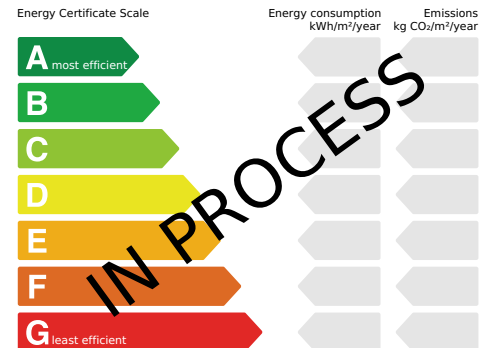 Energy Certificate Scale
Energy consumption
kWh/m²/year
Emissions
kg CO₂/m²/year
A most efficient
B
C
D
E
F
G least efficient
IN PROCESS